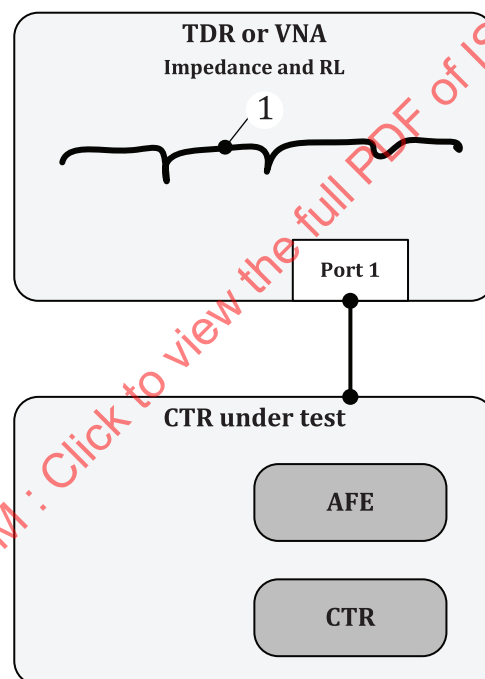 TDR or VNA
Impedance and RL
1
Port 1
CTR under test
AFE
CTR
M : Click to view the full PDF of IS